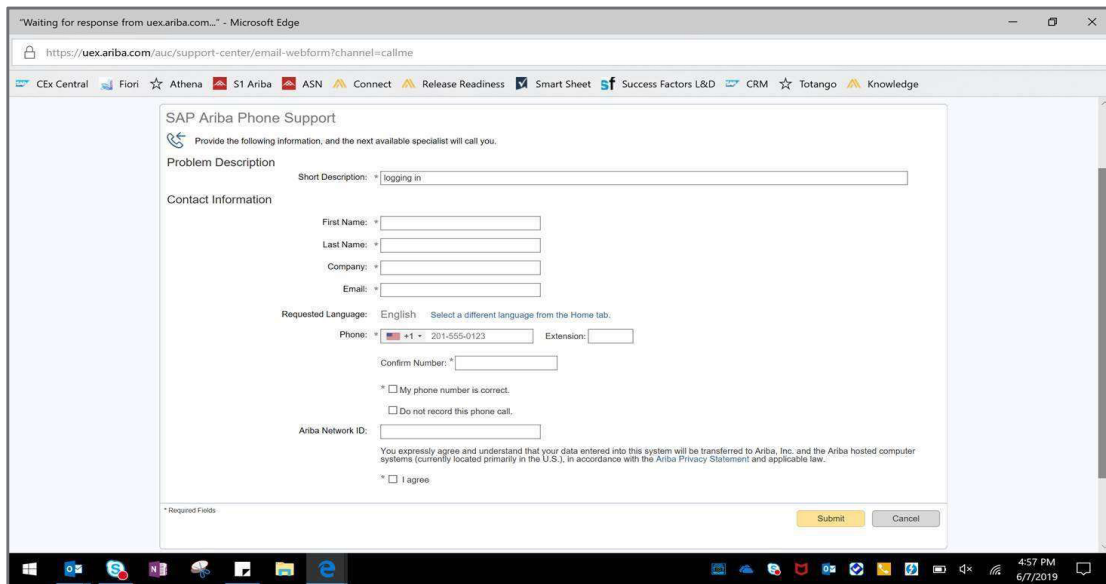 "Waiting for response from uex.ariba.com..." - Microsoft Edge
https://uex.ariba.com/auc/support-center/email-webform?channel=callme
CEx Central Fiori Athena S1 Ariba ASN Connect Release Readiness Smart Sheet Success Factors L&D CRM Totango Knowledge
SAP Ariba Phone Support
Provide the following information, and the next available specialist will call you.
Problem Description
Short Description: * logging in
Contact Information
First Name: *
Last Name: *
Company: *
Email: *
Requested Language: English Select a different language from the Home tab.
Phone: * +1 201-555-0123 Extension:
Confirm Number: *
* My phone number is correct.
Do not record this phone call.
Ariba Network ID:
You expressly agree and understand that your data entered into this system will be transferred to Ariba, Inc. and the Ariba hosted computer
systems (currently located primarily in the U.S.), in accordance with the Ariba Privacy Statement and applicable law.
* I agree
* Required Fields
Submit Cancel
4:57 PM
6/7/2019